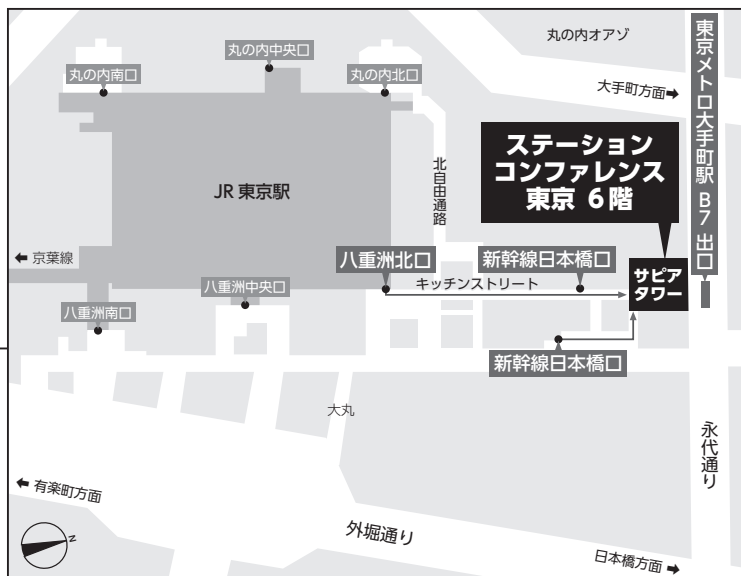 丸の内オアゾ
丸の内中央口
丸の内南口
丸の内北口
大手町方面
東京メトロ大手町駅 B7 出口
ステーション
コンファレンス
東京 6階
北自由通路
JR 東京駅
京葉線
八重洲北口
新幹線日本橋口
キッチンストリート
サピア
タワー
八重洲中央口
八重洲南口
新幹線日本橋口
大丸
永代通り
有楽町方面
外堀通り
日本橋方面
N